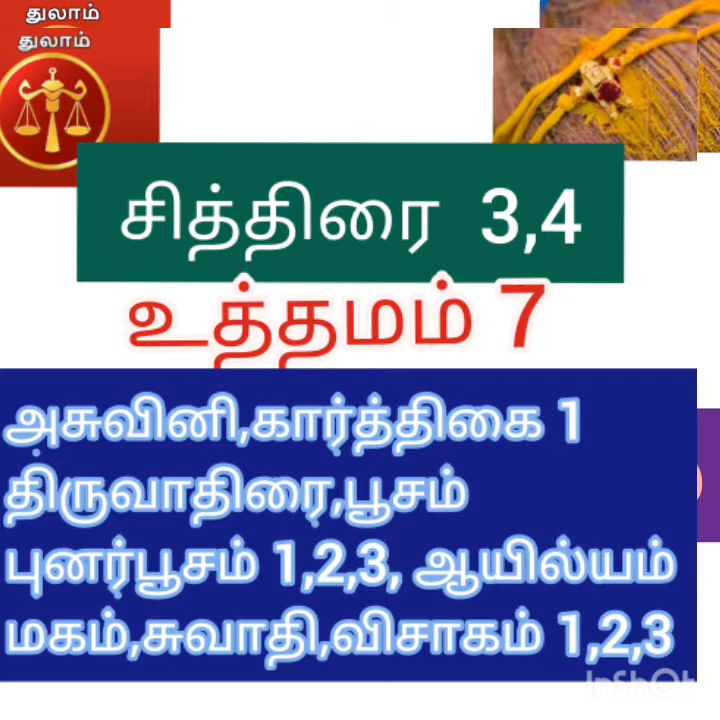 துலாம்
துலாம்
சித்திரை 3,4
உத்தமம் 7
அசுவினி,கார்த்திகை 1
திருவாதிரை,பூசம்
புனர்பூசம் 1,2,3, ஆயில்யம்
மகம்,சுவாதி,விசாகம் 1,2,3
InShOt